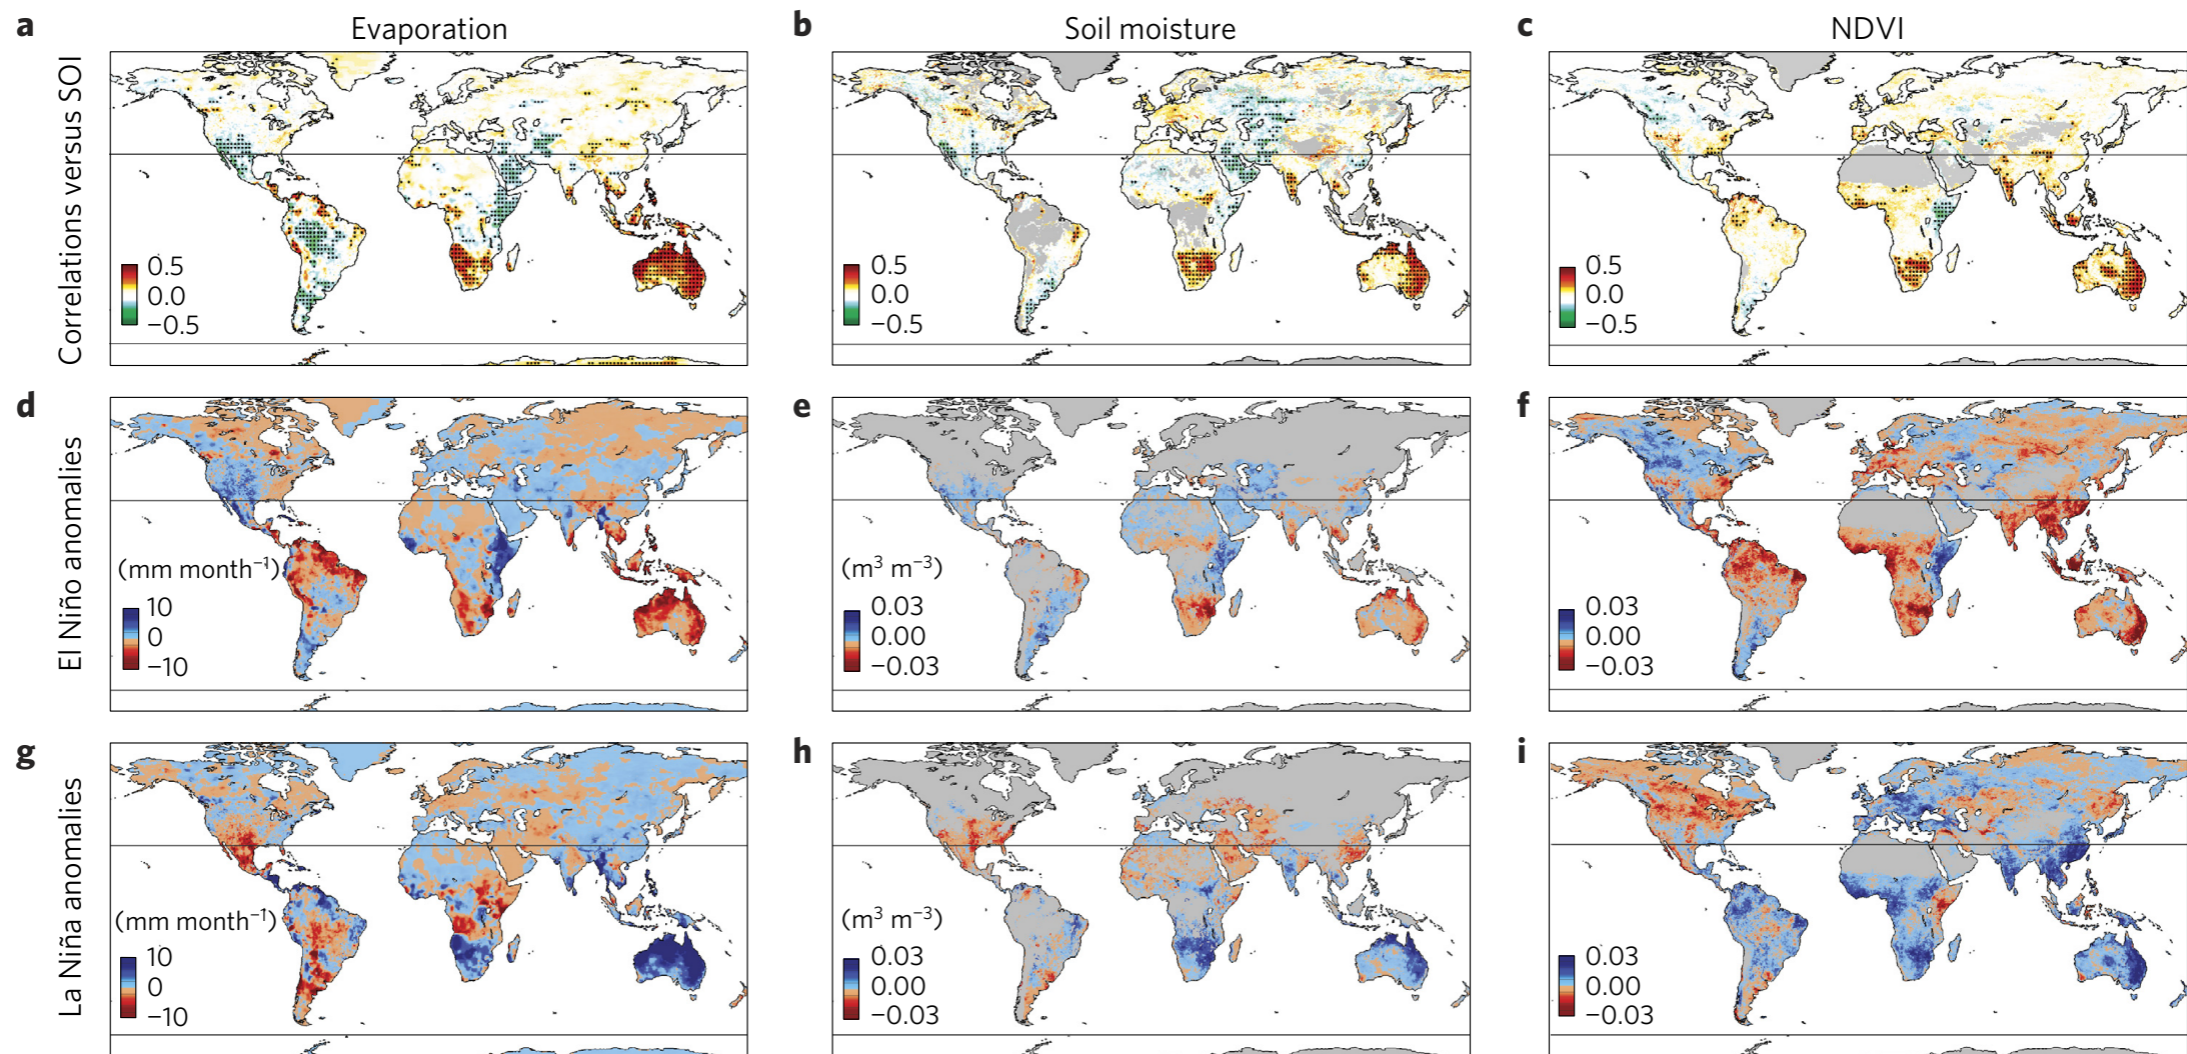 a Evaporation
b Soil moisture
c NDVI
Correlations versus SOI
0.5
0.0
−0.5
0.5
0.0
−0.5
0.5
0.0
−0.5
d
e
f
El Niño anomalies
(mm month⁻¹)
10
0
−10
(m³ m⁻³)
0.03
0.00
−0.03
0.03
0.00
−0.03
g
h
i
La Niña anomalies
(mm month⁻¹)
10
0
−10
(m³ m⁻³)
0.03
0.00
−0.03
0.03
0.00
−0.03